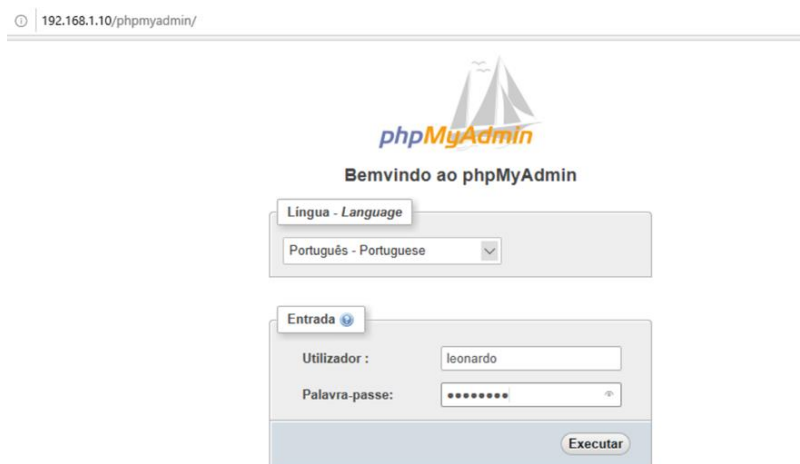 192.168.1.10/phpmyadmin/
phpMyAdmin
Bemvindo ao phpMyAdmin
Língua - Language
Português - Portuguese
Entrada
Utilizador :
leonardo
Palavra-passe:
••••••••
Executar